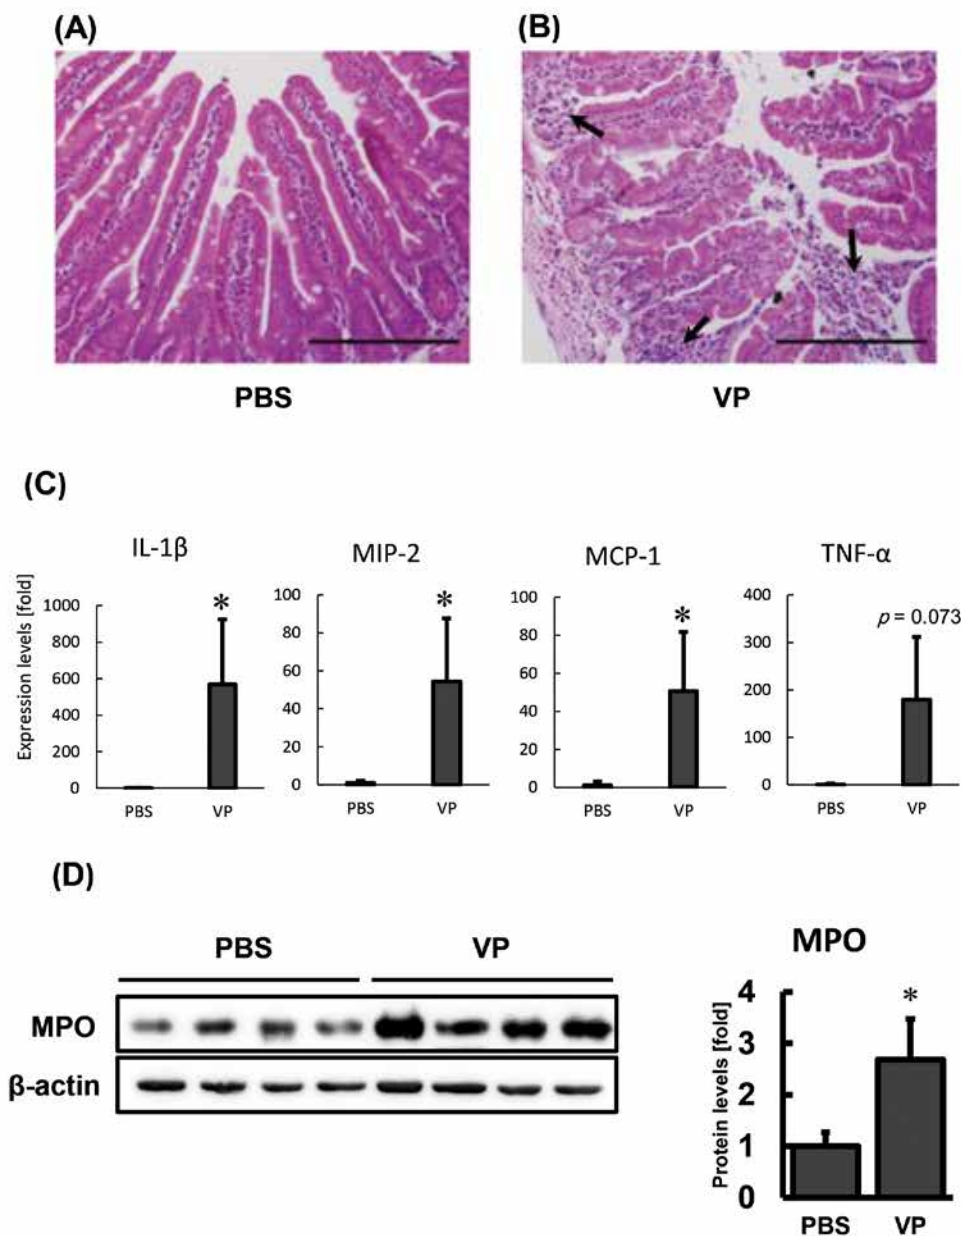 (A)
(B)
PBS
VP
(C)
IL-1β
MIP-2
MCP-1
TNF-α
Expression levels [fold]
1000
800
600
400
200
0
PBS
VP
*
100
80
60
40
20
0
PBS
VP
*
100
80
60
40
20
0
PBS
VP
*
400
300
200
100
0
PBS
VP
p = 0.073
(D)
PBS
VP
MPO
β-actin
MPO
Protein levels [fold]
4
3
2
1
0
*
PBS
VP